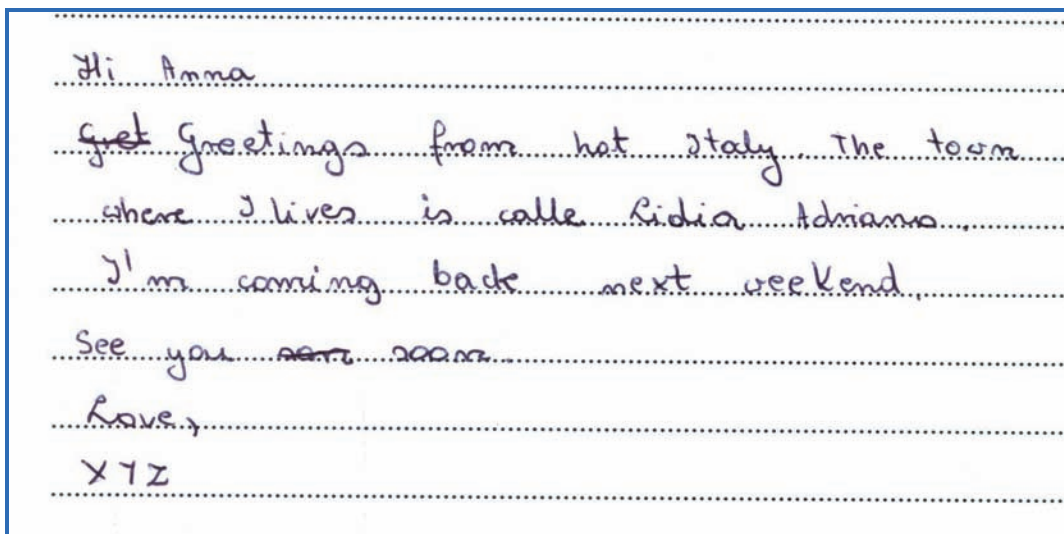 Hi Anna
Gret Greetings from hot Italy. The town
where I lives is calle Lidia Adriano.
I'm coming back next weekend.
See you soon
Love,
XYZ